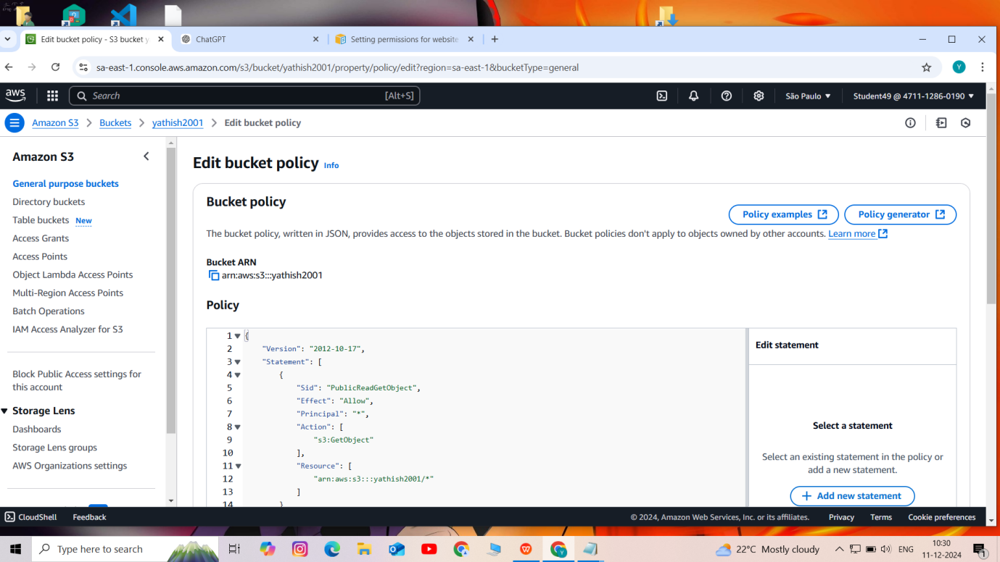 Edit bucket policy - S3 bucket y
ChatGPT
Setting permissions for website
sa-east-1.console.aws.amazon.com/s3/bucket/yathish2001/property/policy/edit?region=sa-east-1&bucketType=general
Y
aws
Search
[Alt+S]
São Paulo ▼
Student49 @ 4711-1286-0190 ▼
Amazon S3 > Buckets > yathish2001 > Edit bucket policy
Amazon S3
General purpose buckets
Directory buckets
Table buckets New
Access Grants
Access Points
Object Lambda Access Points
Multi-Region Access Points
Batch Operations
IAM Access Analyzer for S3
Block Public Access settings for
this account
Storage Lens
Dashboards
Storage Lens groups
AWS Organizations settings
Edit bucket policy Info
Bucket policy
Policy examples
Policy generator
The bucket policy, written in JSON, provides access to the objects stored in the bucket. Bucket policies don't apply to objects owned by other accounts. Learn more
Bucket ARN
arn:aws:s3:::yathish2001
Policy
1 {
2 "Version": "2012-10-17",
3 "Statement": [
4 {
5 "Sid": "PublicReadGetObject",
6 "Effect": "Allow",
7 "Principal": "*",
8 "Action": [
9 "s3:GetObject"
10 ],
11 "Resource": [
12 "arn:aws:s3:::yathish2001/*"
13 ]
14 }
Edit statement
Select a statement
Select an existing statement in the policy or
add a new statement.
+ Add new statement
CloudShell
Feedback
© 2024, Amazon Web Services, Inc. or its affiliates.
Privacy
Terms
Cookie preferences
Type here to search
22°C Mostly cloudy
ENG
10:30
11-12-2024
1